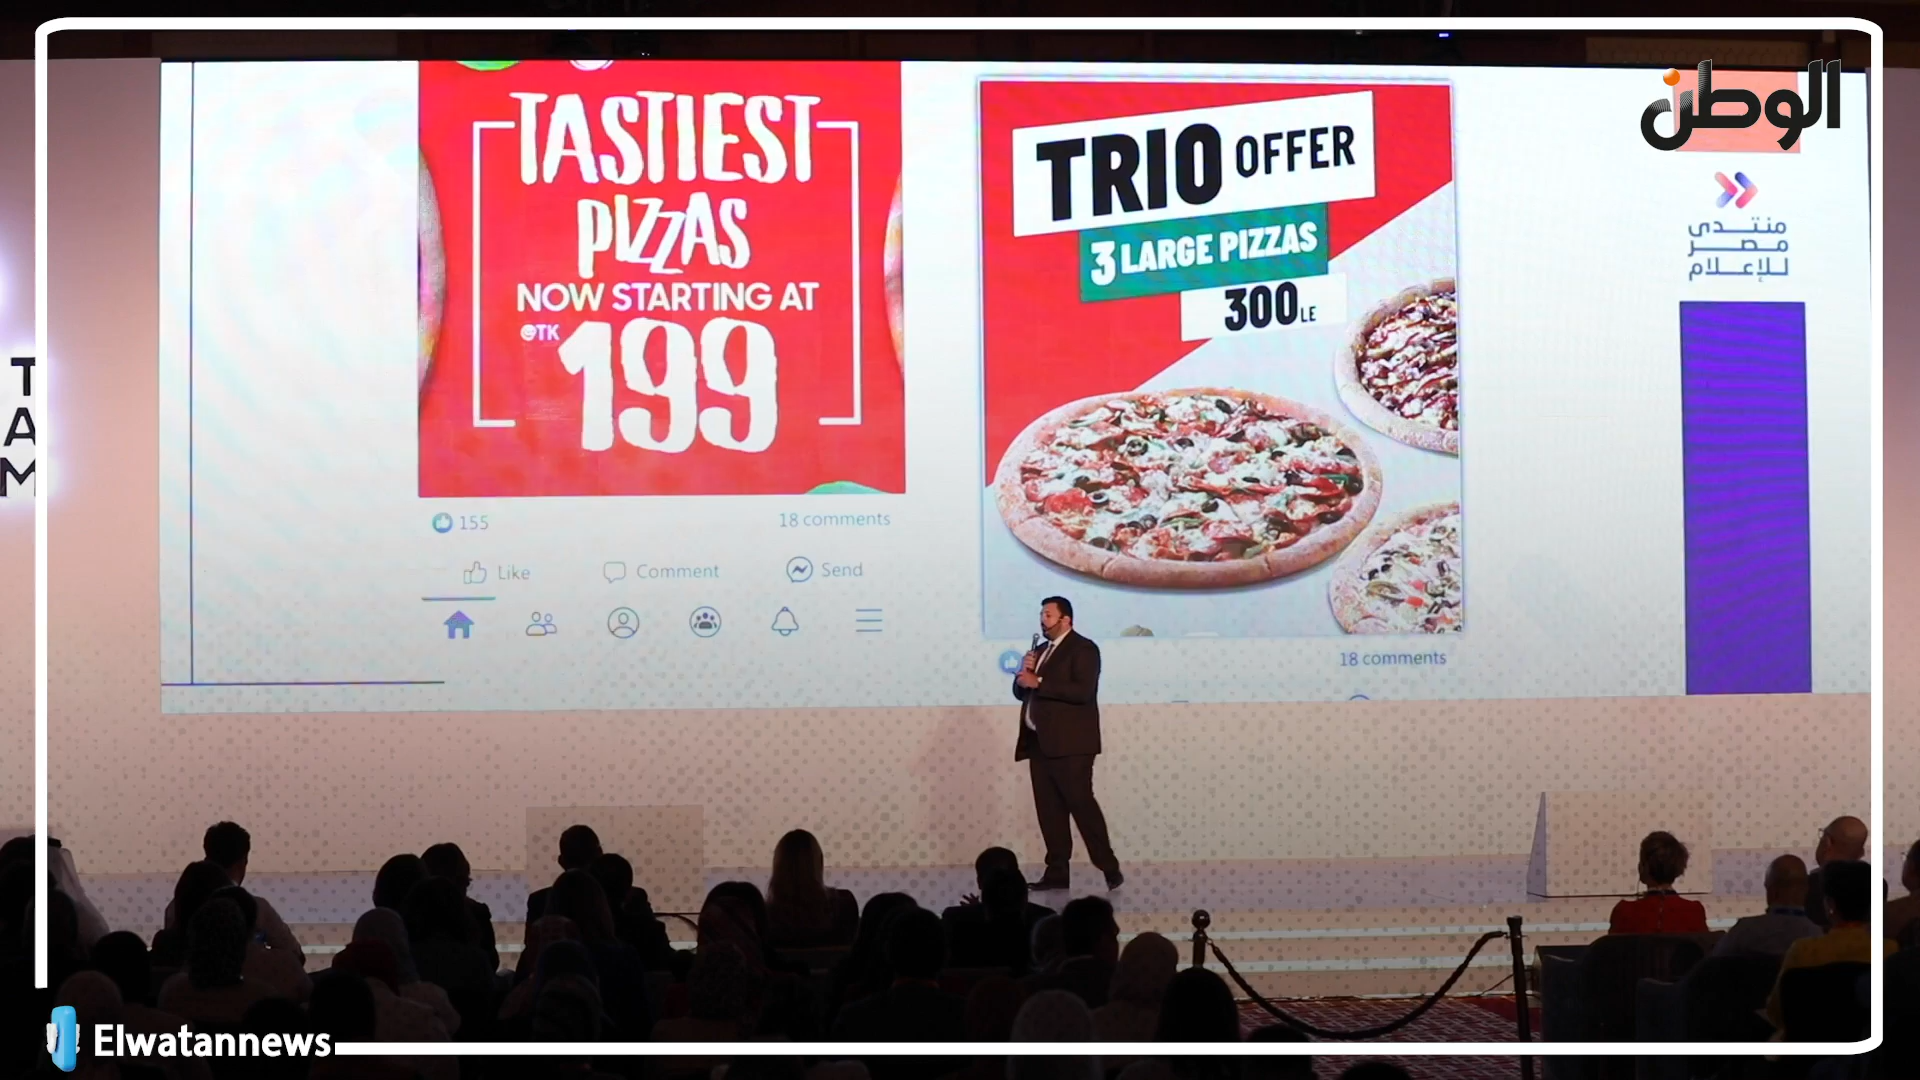 TASTIEST
PIZZAS
NOW STARTING AT
@TK
199
155
18 comments
Like
Comment
Send
TRIO OFFER
3 LARGE PIZZAS
300LE
18 comments
الوطن
منتدى
مصر
للإعلام
T
A
M
Elwatannews